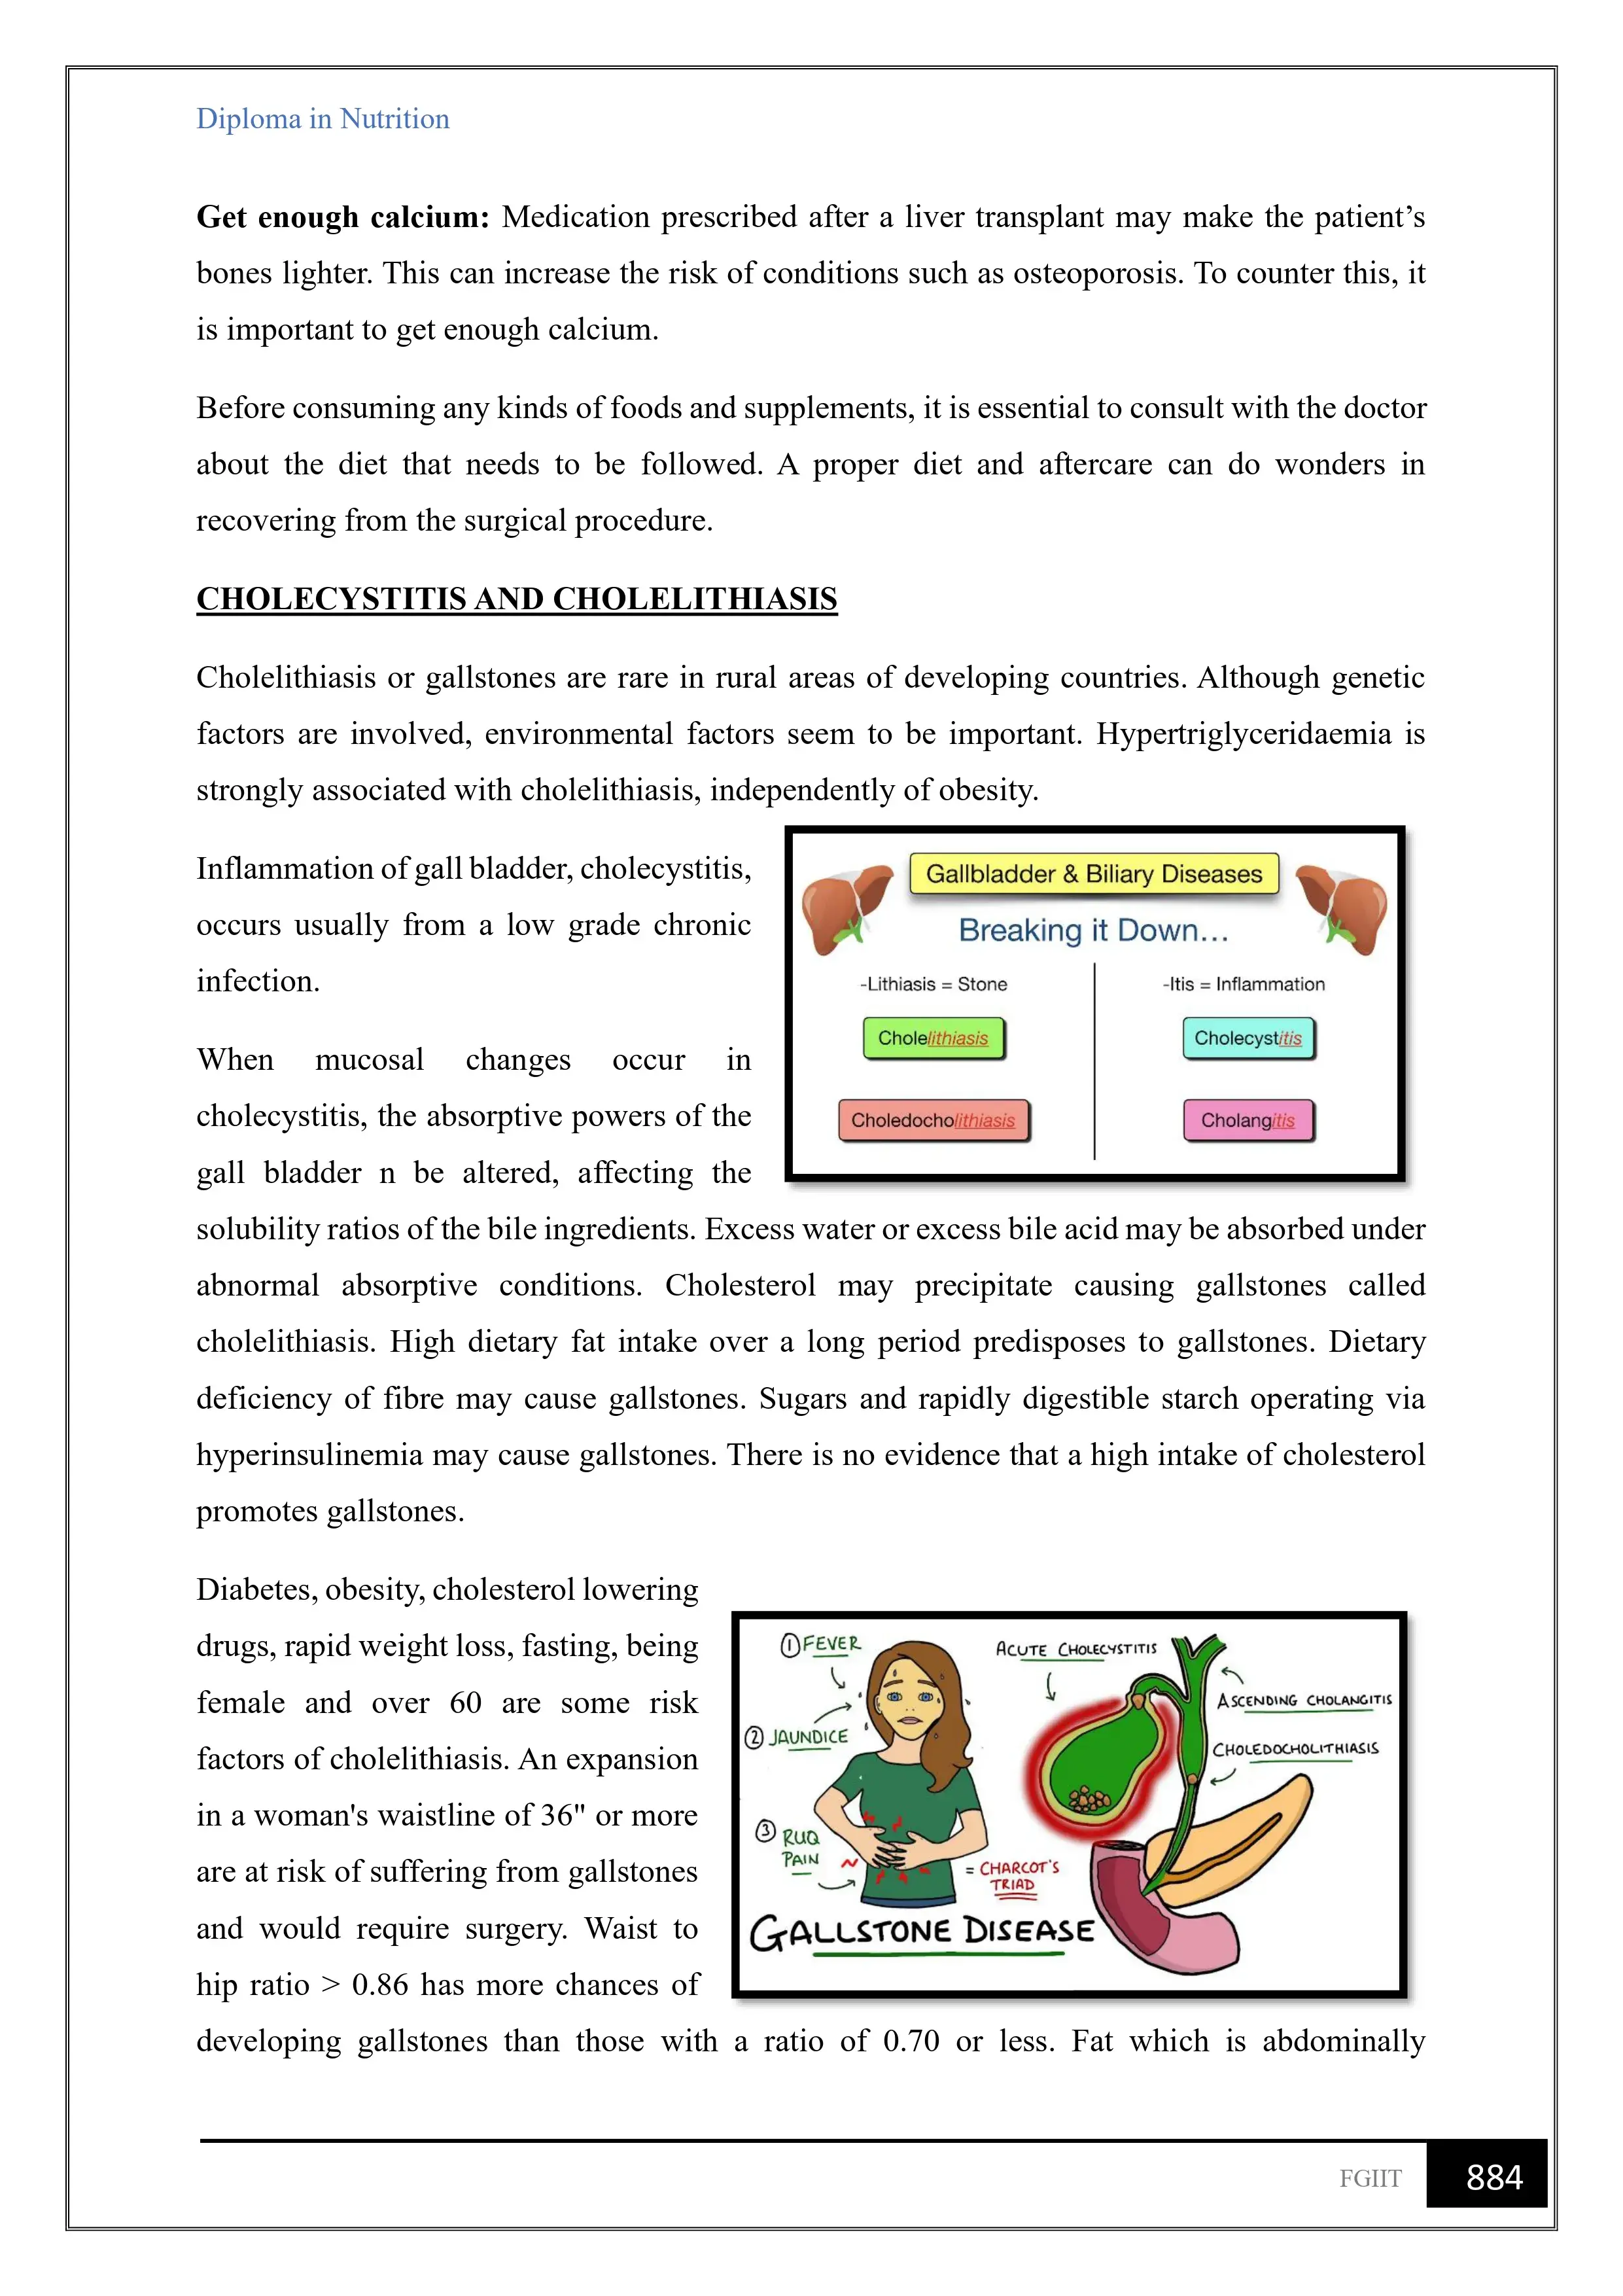 Diploma in Nutrition
Get enough calcium: Medication prescribed after a liver transplant may make the patient’s
bones lighter. This can increase the risk of conditions such as osteoporosis. To counter this, it
is important to get enough calcium.
Before consuming any kinds of foods and supplements, it is essential to consult with the doctor
about the diet that needs to be followed. A proper diet and aftercare can do wonders in
recovering from the surgical procedure.
CHOLECYSTITIS AND CHOLELITHIASIS
Cholelithiasis or gallstones are rare in rural areas of developing countries. Although genetic
factors are involved, environmental factors seem to be important. Hypertriglyceridaemia is
strongly associated with cholelithiasis, independently of obesity.
Inflammation of gall bladder, cholecystitis,
occurs usually from a low grade chronic
infection.
When mucosal changes occur in
cholecystitis, the absorptive powers of the
gall bladder n be altered, affecting the
Gallbladder & Biliary Diseases
Breaking it Down...
-Lithiasis = Stone
Cholelithiasis
Choledocholithiasis
-Itis = Inflammation
Cholecystitis
Cholangitis
solubility ratios of the bile ingredients. Excess water or excess bile acid may be absorbed under
abnormal absorptive conditions. Cholesterol may precipitate causing gallstones called
cholelithiasis. High dietary fat intake over a long period predisposes to gallstones. Dietary
deficiency of fibre may cause gallstones. Sugars and rapidly digestible starch operating via
hyperinsulinemia may cause gallstones. There is no evidence that a high intake of cholesterol
promotes gallstones.
Diabetes, obesity, cholesterol lowering
drugs, rapid weight loss, fasting, being
female and over 60 are some risk
factors of cholelithiasis. An expansion
in a woman's waistline of 36" or more
are at risk of suffering from gallstones
and would require surgery. Waist to
hip ratio > 0.86 has more chances of
① FEVER
② JAUNDICE
③ RUQ
PAIN
= CHARCOT'S
TRIAD
ACUTE CHOLECYSTITIS
ASCENDING CHOLANGITIS
CHOLEDOCHOLITHIASIS
GALLSTONE DISEASE
developing gallstones than those with a ratio of 0.70 or less. Fat which is abdominally
FGIIT
884